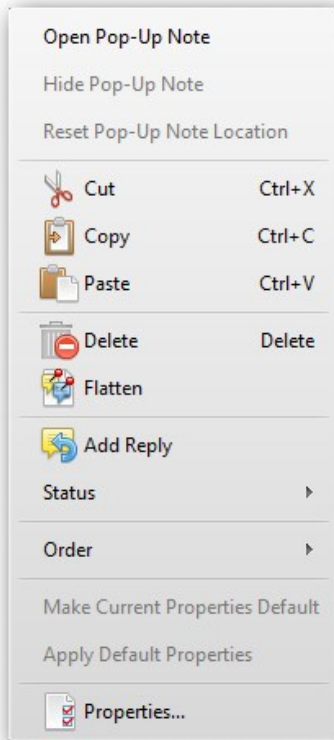 Open Pop-Up Note
Hide Pop-Up Note
Reset Pop-Up Note Location
Cut Ctrl+X
Copy Ctrl+C
Paste Ctrl+V
Delete Delete
Flatten
Add Reply
Status
Order
Make Current Properties Default
Apply Default Properties
Properties...